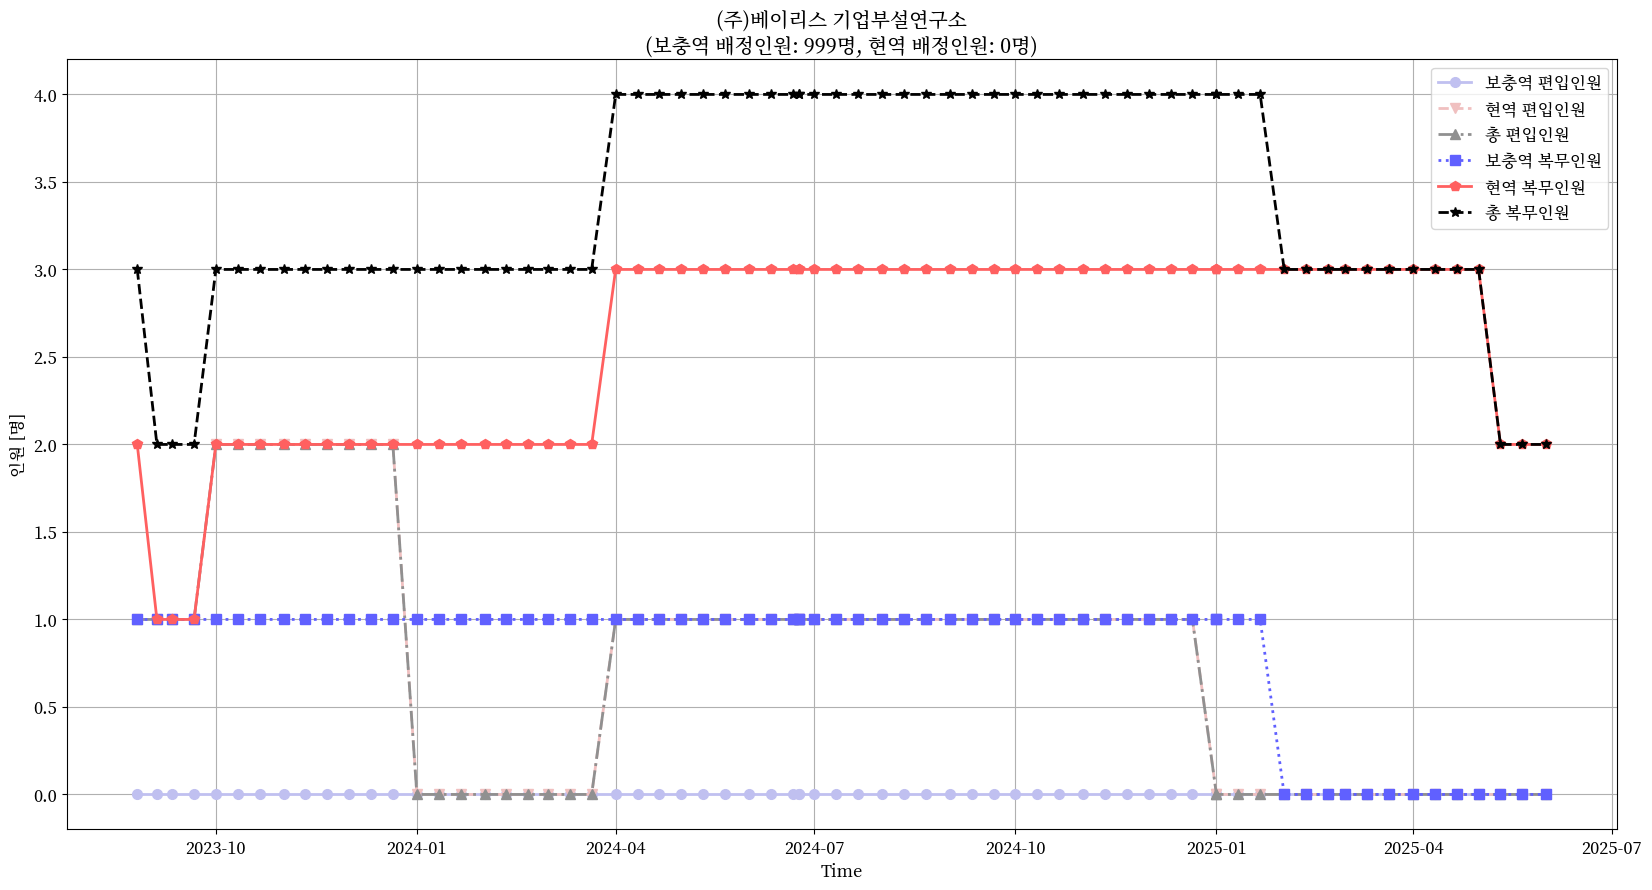 (주)베이리스 기업부설연구소
(보충역 배정인원: 999명, 현역 배정인원: 0명)
보충역 편입인원
현역 편입인원
총 편입인원
보충역 복무인원
현역 복무인원
총 복무인원
인원 [명]
4.0
3.5
3.0
2.5
2.0
1.5
1.0
0.5
0.0
2023-10
2024-01
2024-04
2024-07
2024-10
2025-01
2025-04
2025-07
Time